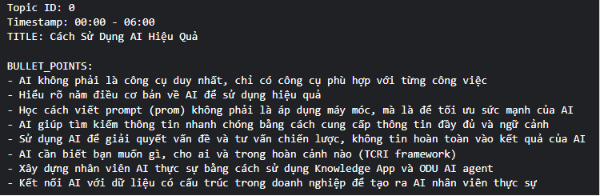 Topic ID: 0
Timestamp: 00:00 - 06:00
TITLE: Cách Sử Dụng AI Hiệu Quả
BULLET_POINTS:
- AI không phải là công cụ duy nhất, chỉ có công cụ phù hợp với từng công việc
- Hiểu rõ năm điều cơ bản về AI để sử dụng hiệu quả
- Học cách viết prompt (prom) không phải là áp dụng máy móc, mà là để tối ưu sức mạnh của AI
- AI giúp tìm kiếm thông tin nhanh chóng bằng cách cung cấp thông tin đầy đủ và ngữ cảnh
- Sử dụng AI để giải quyết vấn đề và tư vấn chiến lược, không tin hoàn toàn vào kết quả của AI
- AI cần biết bạn muốn gì, cho ai và trong hoàn cảnh nào (TCRI framework)
- Xây dựng nhân viên AI thực sự bằng cách sử dụng Knowledge App và ODU AI agent
- Kết nối AI với dữ liệu có cấu trúc trong doanh nghiệp để tạo ra AI nhân viên thực sự